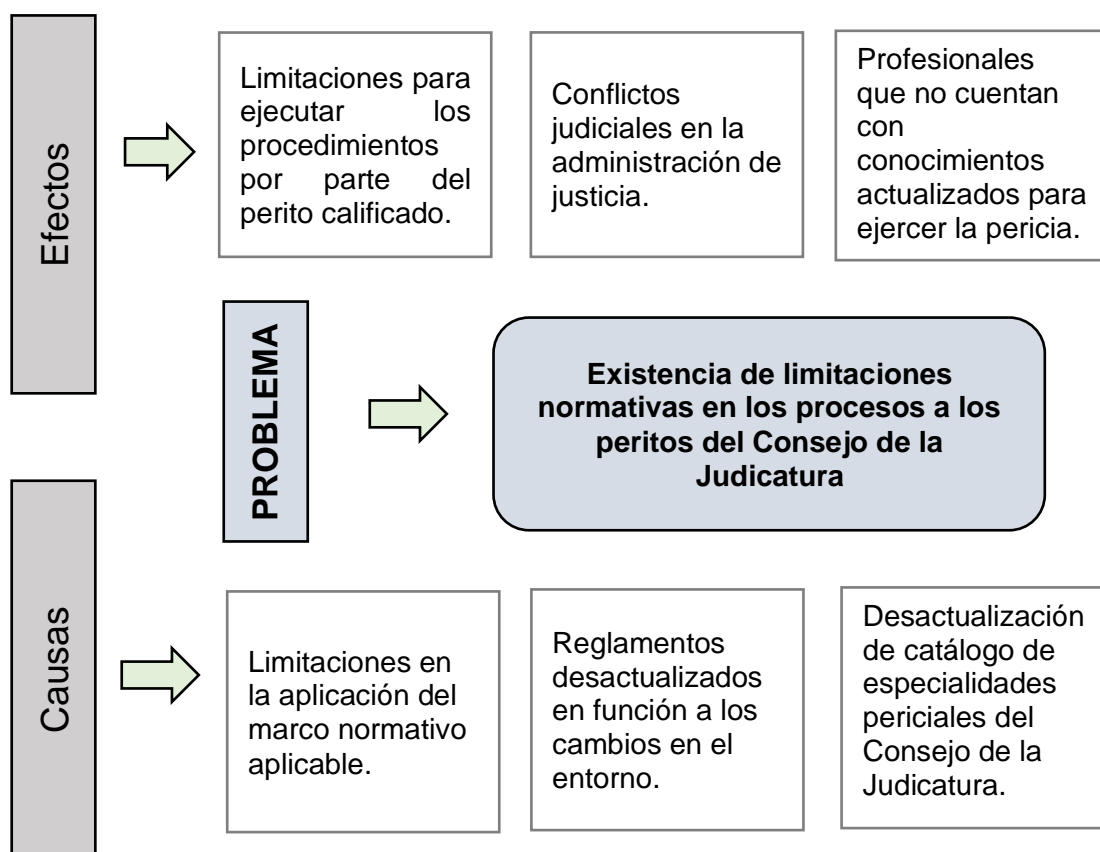 Efectos
Limitaciones para
ejecutar los
procedimientos
por parte del
perito calificado.
Conflictos
judiciales en la
administración de
justicia.
Profesionales
que no cuentan
con
conocimientos
actualizados para
ejercer la pericia.
PROBLEMA
Existencia de limitaciones
normativas en los procesos a los
peritos del Consejo de la
Judicatura
Causas
Limitaciones en
la aplicación del
marco normativo
aplicable.
Reglamentos
desactualizados
en función a los
cambios en el
entorno.
Desactualización
de catálogo de
especialidades
periciales del
Consejo de la
Judicatura.